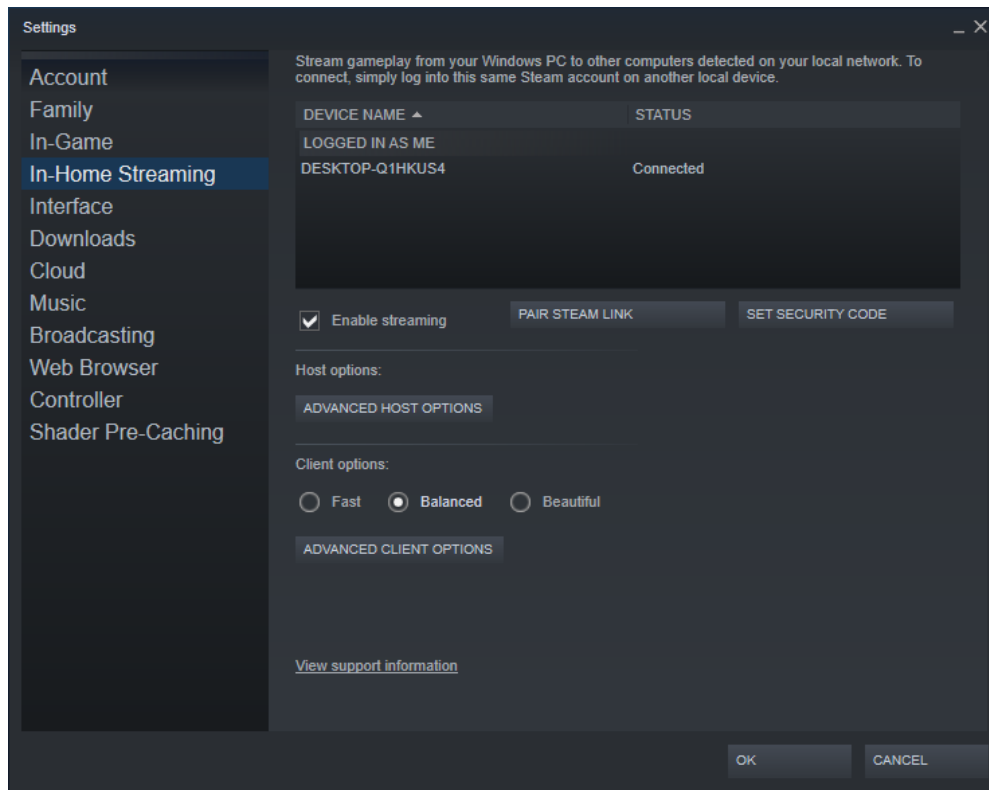 Settings
Account
Family
In-Game
In-Home Streaming
Interface
Downloads
Cloud
Music
Broadcasting
Web Browser
Controller
Shader Pre-Caching
Stream gameplay from your Windows PC to other computers detected on your local network. To
connect, simply log into this same Steam account on another local device.
DEVICE NAME STATUS
LOGGED IN AS ME
DESKTOP-Q1HKUS4 Connected
Enable streaming PAIR STEAM LINK SET SECURITY CODE
Host options:
ADVANCED HOST OPTIONS
Client options:
Fast Balanced Beautiful
ADVANCED CLIENT OPTIONS
View support information
OK CANCEL